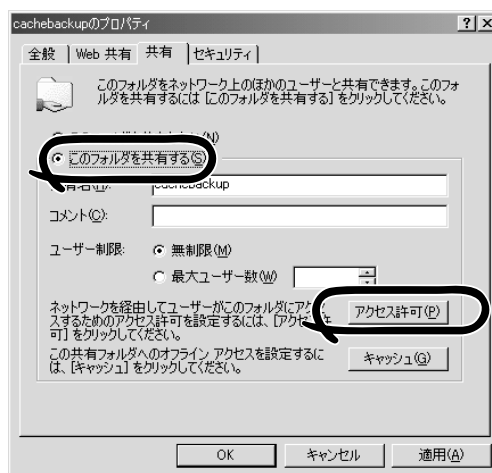 cachebackupのプロパティ
全般 Web 共有 共有 セキュリティ
このフォルダをネットワーク上のほかのユーザーと共有できます。このフォ
ルダを共有するには [このフォルダを共有する] をクリックしてください。
(N)
このフォルダを共有する(S)
cachebackup
コメント(C):
ユーザー制限: 無制限(M)
最大ユーザー数(W)
ネットワークを経由してユーザーがこのフォルダにアクセ
スするためのアクセス許可を設定するには、[アクセス許
可] をクリックしてください。
アクセス許可(P)
この共有フォルダへのオフライン アクセスを設定するに
は、[キャッシュ] をクリックしてください。
キャッシュ(G)
OK キャンセル 適用(A)